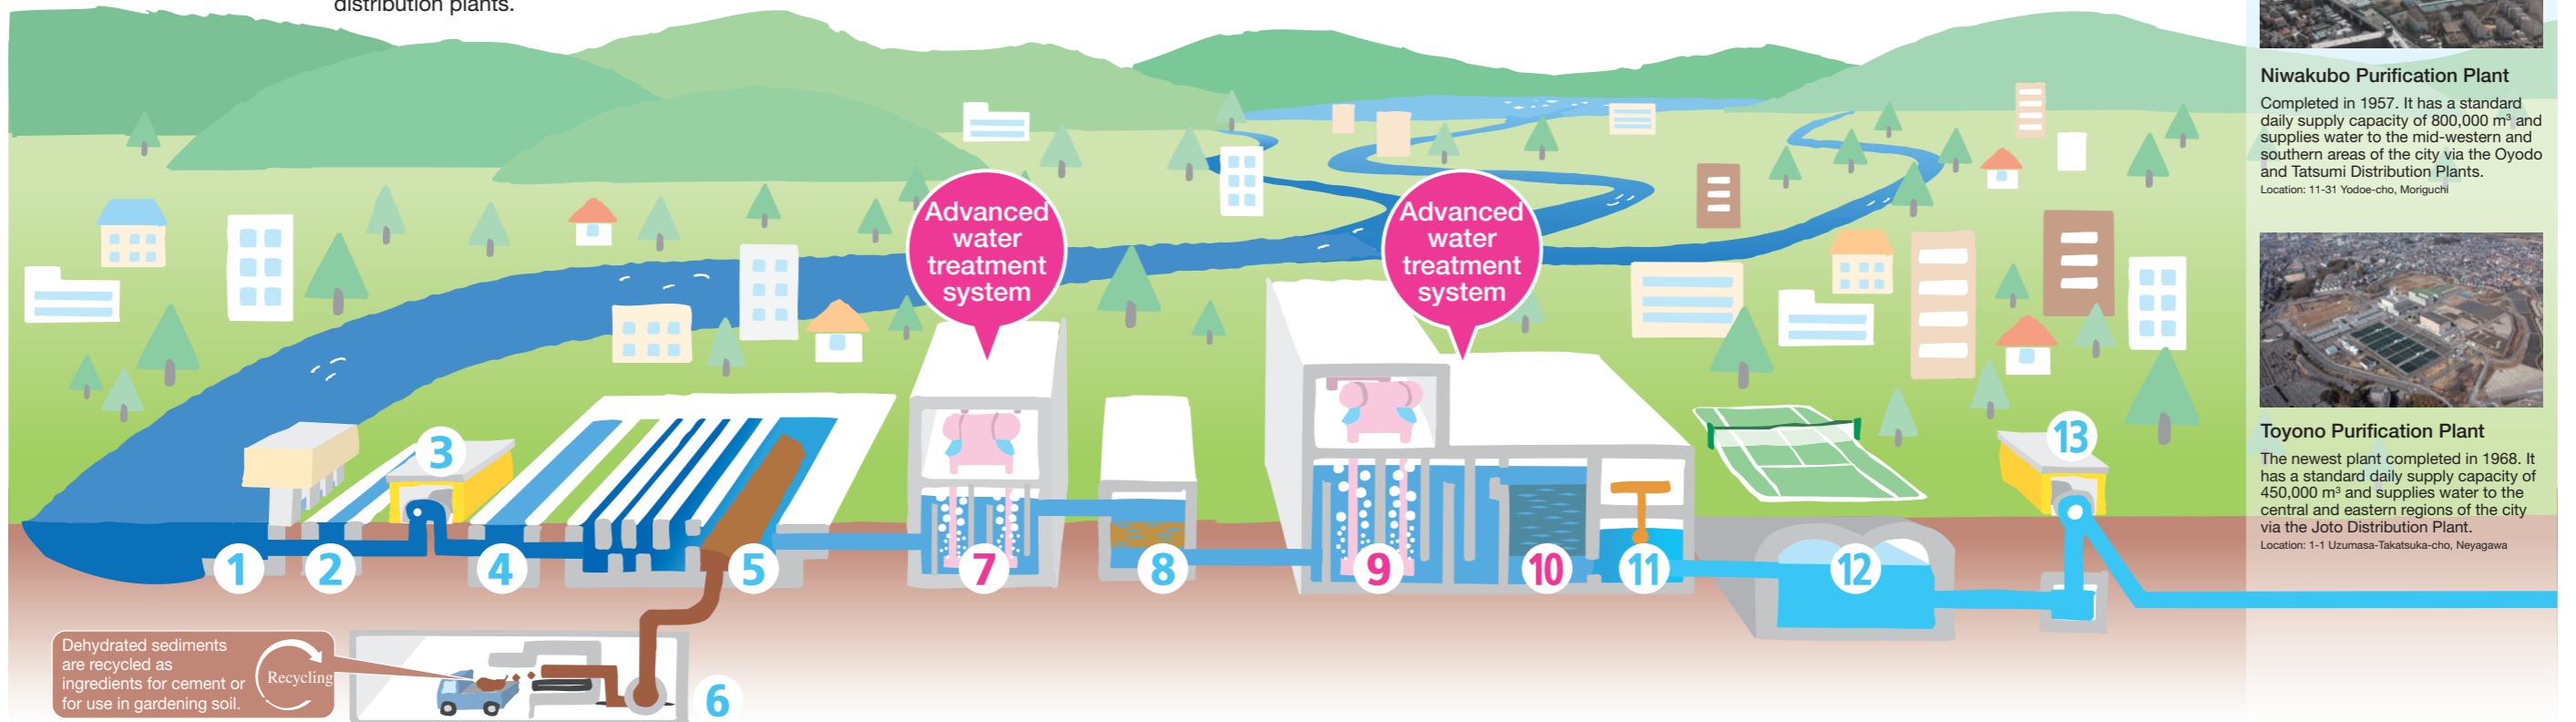 distribution plants.
Advanced
water
treatment
system
Advanced
water
treatment
system
1
2
3
4
5
6
7
8
9
10
11
12
13
Dehydrated sediments
are recycled as
ingredients for cement or
for use in gardening soil.
Recycling
Niwakubo Purification Plant
Completed in 1957. It has a standard
daily supply capacity of 800,000 m³ and
supplies water to the mid-western and
southern areas of the city via the Oyodo
and Tatsumi Distribution Plants.
Location: 11-31 Yodoe-cho, Moriguchi
Toyono Purification Plant
The newest plant completed in 1968. It
has a standard daily supply capacity of
450,000 m³ and supplies water to the
central and eastern regions of the city
via the Joto Distribution Plant.
Location: 1-1 Uzumasa-Takatsuka-cho, Neyagawa